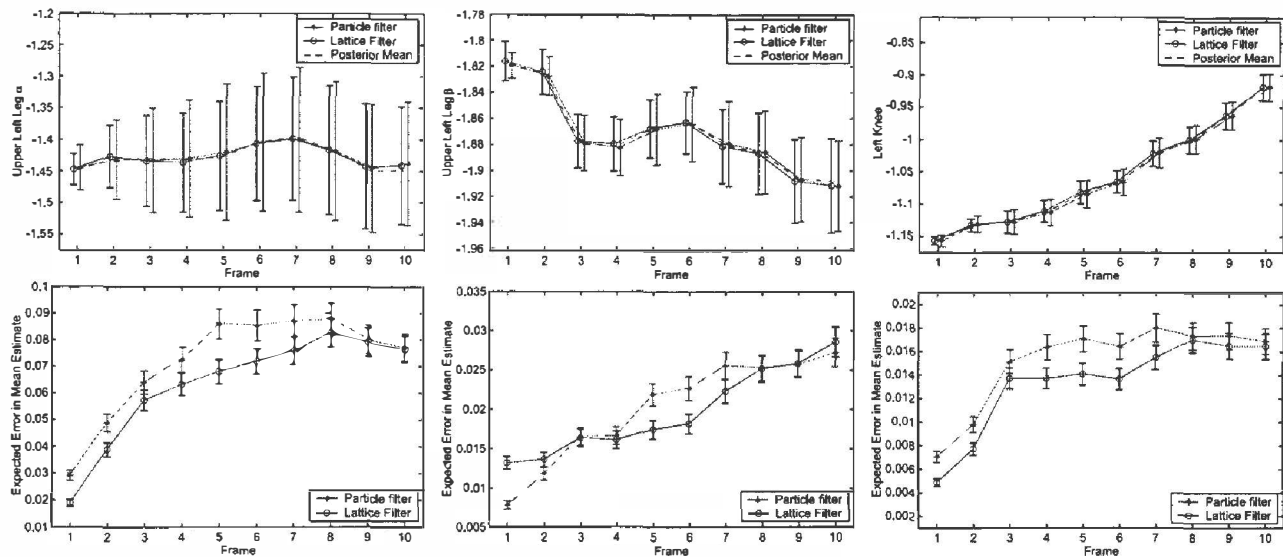 -1.2
-1.25
-1.3
-1.35
-1.4
-1.45
-1.5
-1.55
Upper Left Leg α
Particle filter
Lattice Filter
Posterior Mean
1 2 3 4 5 6 7 8 9 10
Frame
-1.78
-1.8
-1.82
-1.84
-1.86
-1.88
-1.9
-1.92
-1.94
-1.96
Upper Left Leg β
Particle filter
Lattice Filter
Posterior Mean
1 2 3 4 5 6 7 8 9 10
Frame
-0.85
-0.9
-0.95
-1
-1.05
-1.1
-1.15
Left Knee
Particle filter
Lattice Filter
Posterior Mean
1 2 3 4 5 6 7 8 9 10
Frame
0.1
0.09
0.08
0.07
0.06
0.05
0.04
0.03
0.02
0.01
Expected Error in Mean Estimate
Particle filter
Lattice Filter
1 2 3 4 5 6 7 8 9 10
Frame
0.035
0.03
0.025
0.02
0.015
0.01
0.005
Expected Error in Mean Estimate
Particle filter
Lattice Filter
1 2 3 4 5 6 7 8 9 10
Frame
0.02
0.018
0.016
0.014
0.012
0.01
0.008
0.006
0.004
0.002
Expected Error in Mean Estimate
Particle filter
Lattice Filter
1 2 3 4 5 6 7 8 9 10
Frame